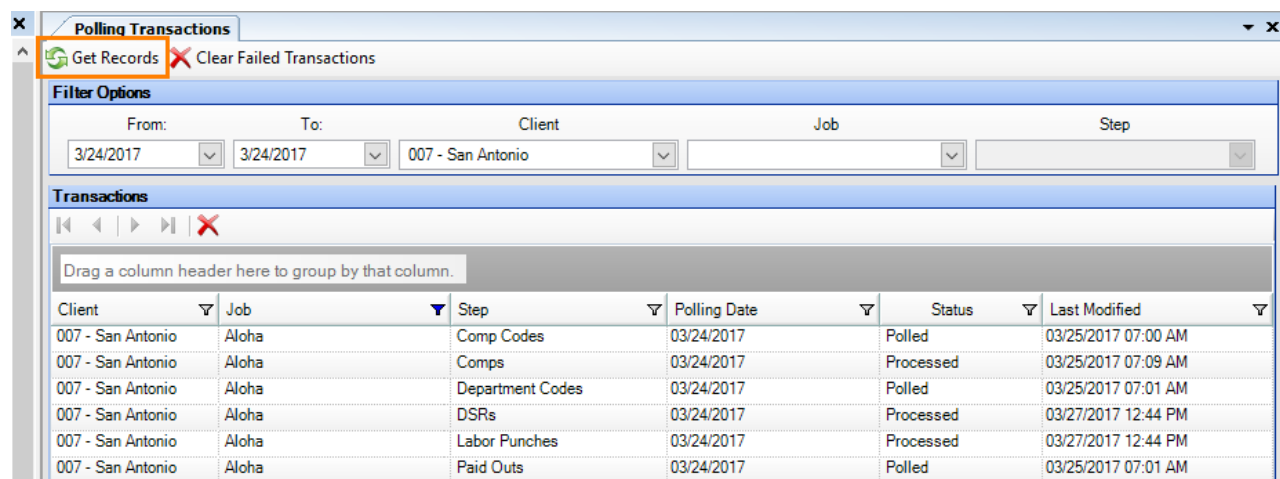 Polling Transactions
Get Records Clear Failed Transactions
Filter Options
From: To: Client Job Step
3/24/2017 3/24/2017 007 - San Antonio
Transactions
Drag a column header here to group by that column.
Client Job Step Polling Date Status Last Modified
007 - San Antonio Aloha Comp Codes 03/24/2017 Polled 03/25/2017 07:00 AM
007 - San Antonio Aloha Comps 03/24/2017 Processed 03/25/2017 07:09 AM
007 - San Antonio Aloha Department Codes 03/24/2017 Polled 03/25/2017 07:01 AM
007 - San Antonio Aloha DSRs 03/24/2017 Processed 03/27/2017 12:44 PM
007 - San Antonio Aloha Labor Punches 03/24/2017 Processed 03/27/2017 12:44 PM
007 - San Antonio Aloha Paid Outs 03/24/2017 Polled 03/25/2017 07:01 AM